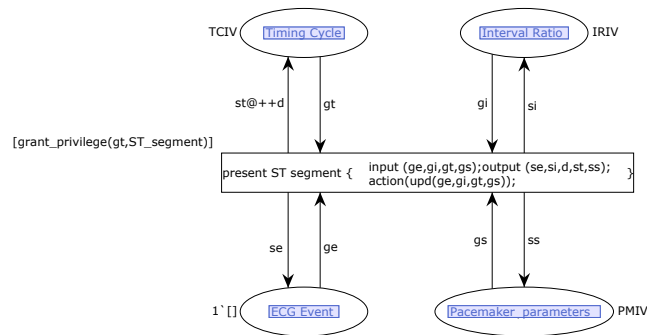 TCIV Timing Cycle Interval Ratio IRIV
st@++d gt gi si
[grant_privilege(gt,ST_segment)]
present ST segment { input (ge,gi,gt,gs);output (se,si,d,st,ss); }
action(upd(ge,gi,gt,gs));
se ge gs ss
1`[] ECG Event Pacemaker_parameters PMIV